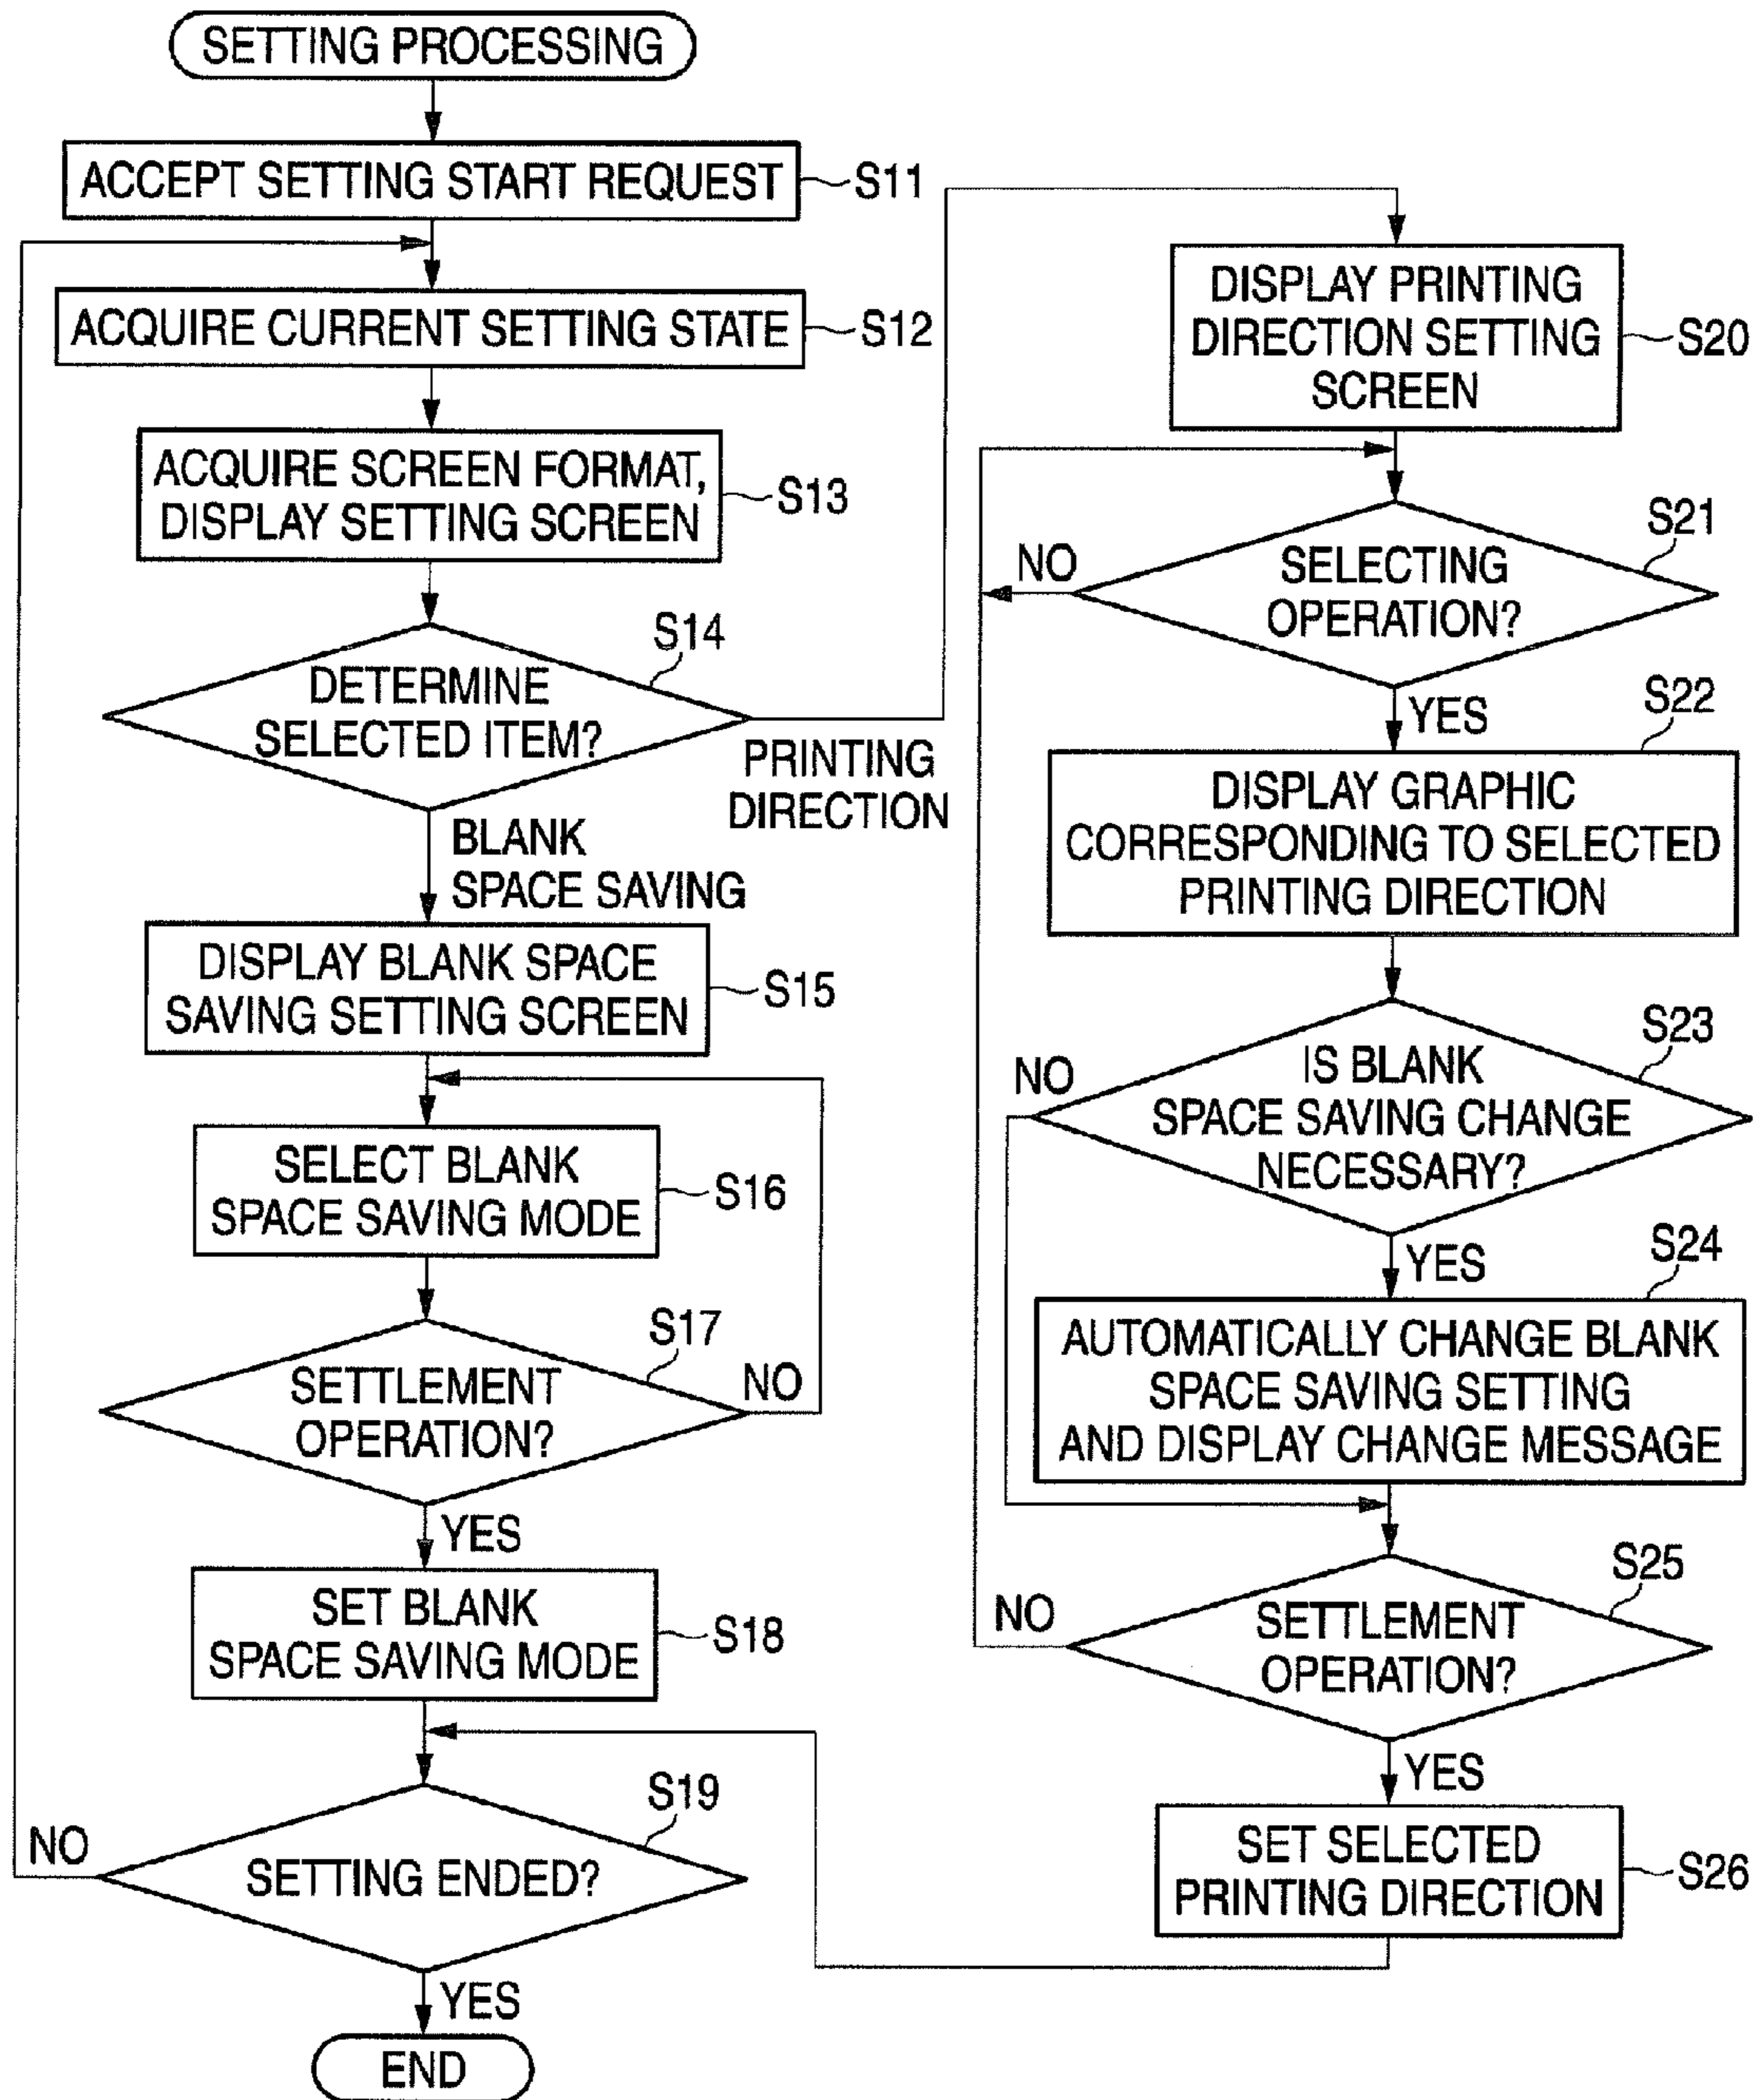 SETTING PROCESSING
ACCEPT SETTING START REQUEST
S11
ACQUIRE CURRENT SETTING STATE
S12
ACQUIRE SCREEN FORMAT,
DISPLAY SETTING SCREEN
S13
S14
DETERMINE
SELECTED ITEM?
PRINTING
DIRECTION
BLANK
SPACE SAVING
DISPLAY BLANK SPACE
SAVING SETTING SCREEN
S15
SELECT BLANK
SPACE SAVING MODE
S16
S17
SETTLEMENT
OPERATION?
NO
YES
SET BLANK
SPACE SAVING MODE
S18
S19
NO
SETTING ENDED?
YES
END
DISPLAY PRINTING
DIRECTION SETTING
SCREEN
S20
S21
NO
SELECTING
OPERATION?
YES
S22
DISPLAY GRAPHIC
CORRESPONDING TO SELECTED
PRINTING DIRECTION
S23
NO
IS BLANK
SPACE SAVING CHANGE
NECESSARY?
YES
S24
AUTOMATICALLY CHANGE BLANK
SPACE SAVING SETTING
AND DISPLAY CHANGE MESSAGE
S25
NO
SETTLEMENT
OPERATION?
YES
SET SELECTED
PRINTING DIRECTION
S26